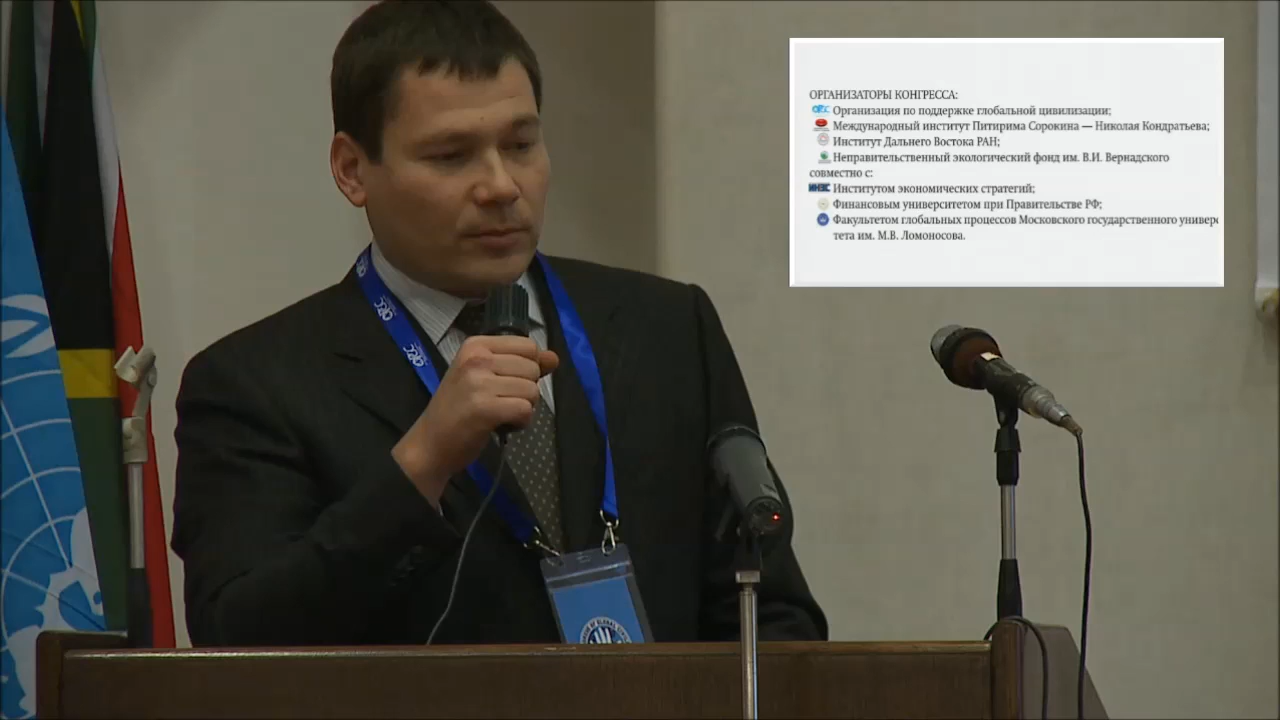 ОРГАНИЗАТОРЫ КОНГРЕССА:
Организация по поддержке глобальной цивилизации;
Международный институт Питирима Сорокина — Николая Кондратьева;
Институт Дальнего Востока РАН;
Неправительственный экологический фонд им. В.И. Вернадского
совместно с:
Институтом экономических стратегий;
Финансовым университетом при Правительстве РФ;
Факультетом глобальных процессов Московского государственного универс
тета им. М.В. Ломоносова.
OF GLOBAL